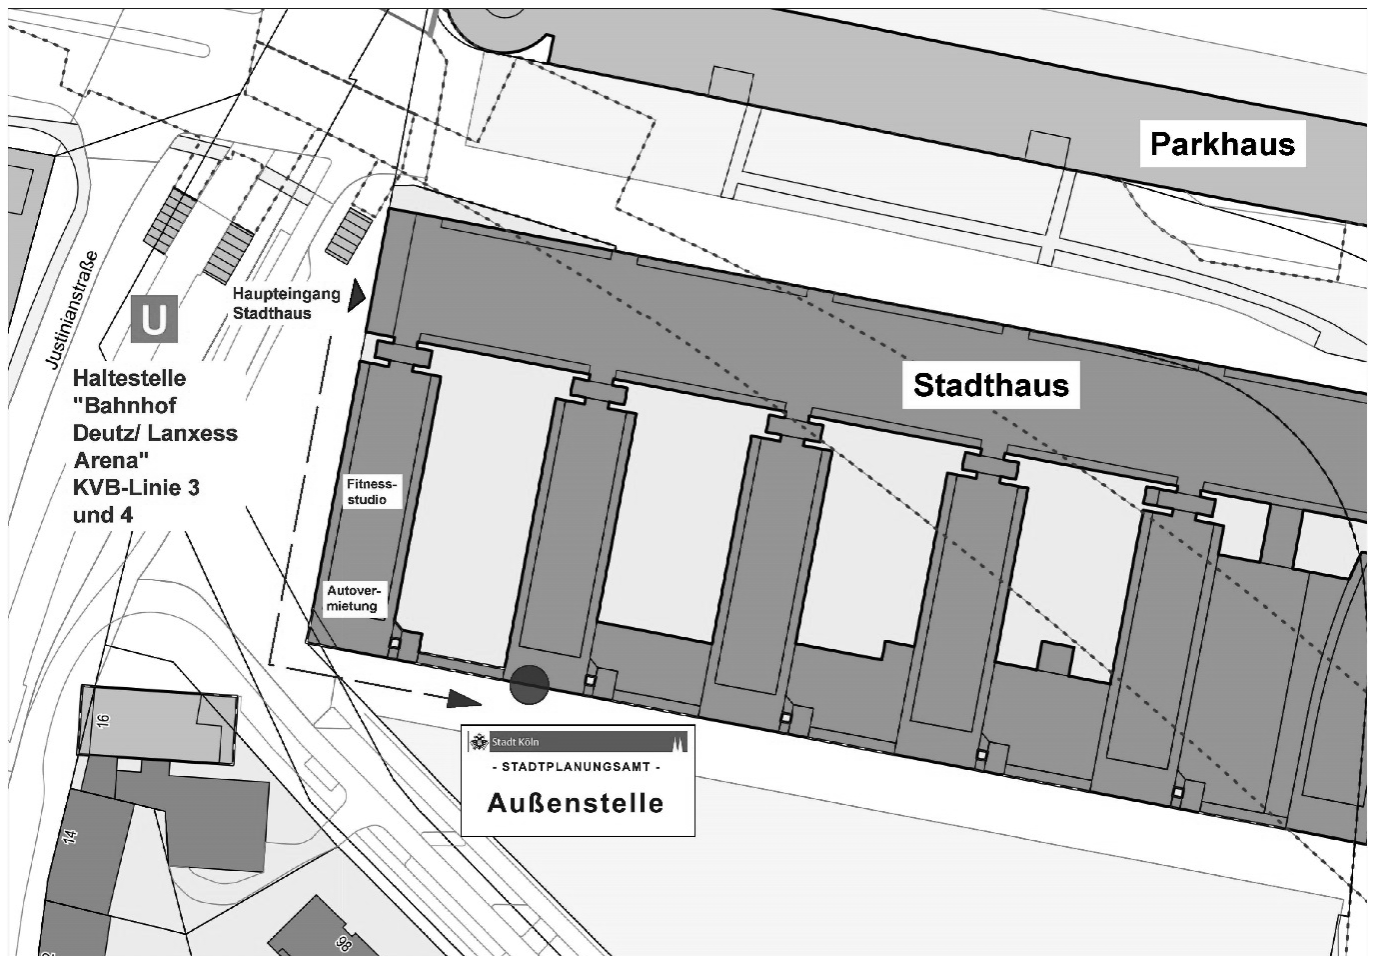 Parkhaus
Justinianstraße
U
Haupteingang
Stadthaus
Haltestelle
"Bahnhof
Deutz/ Lanxess
Arena"
KVB-Linie 3
und 4
Stadthaus
Fitness-
studio
Autover-
mietung
16
Stadt Köln
- STADTPLANUNGSAMT -
Außenstelle
14
98